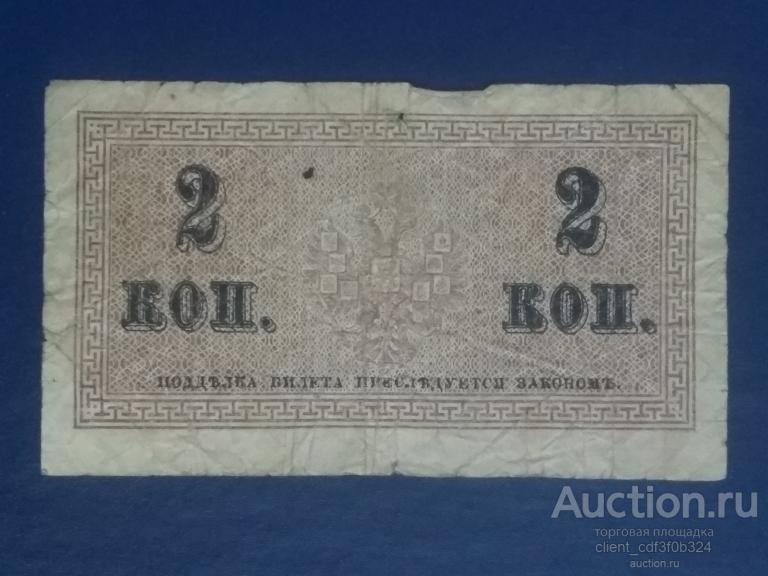 2 2
КОП. КОП.
ПОДДѢЛКА БИЛЕТА ПРЕСЛѢДУЕТСЯ ЗАКОНОМЪ.
Auction.ru
торговая площадка
client_cdf3f0b324
auction.ru